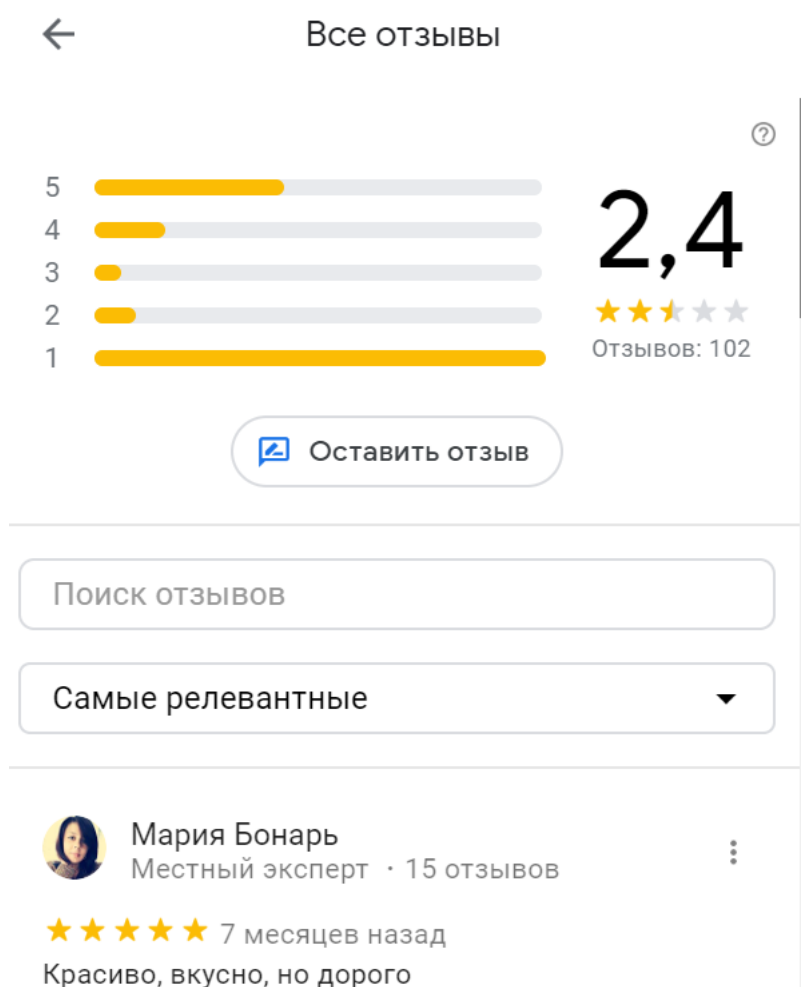 Все отзывы
5
4
3
2
1
2,4
Отзывов: 102
Оставить отзыв
Поиск отзывов
Самые релевантные
Мария Бонарь
Местный эксперт · 15 отзывов
7 месяцев назад
Красиво, вкусно, но дорого